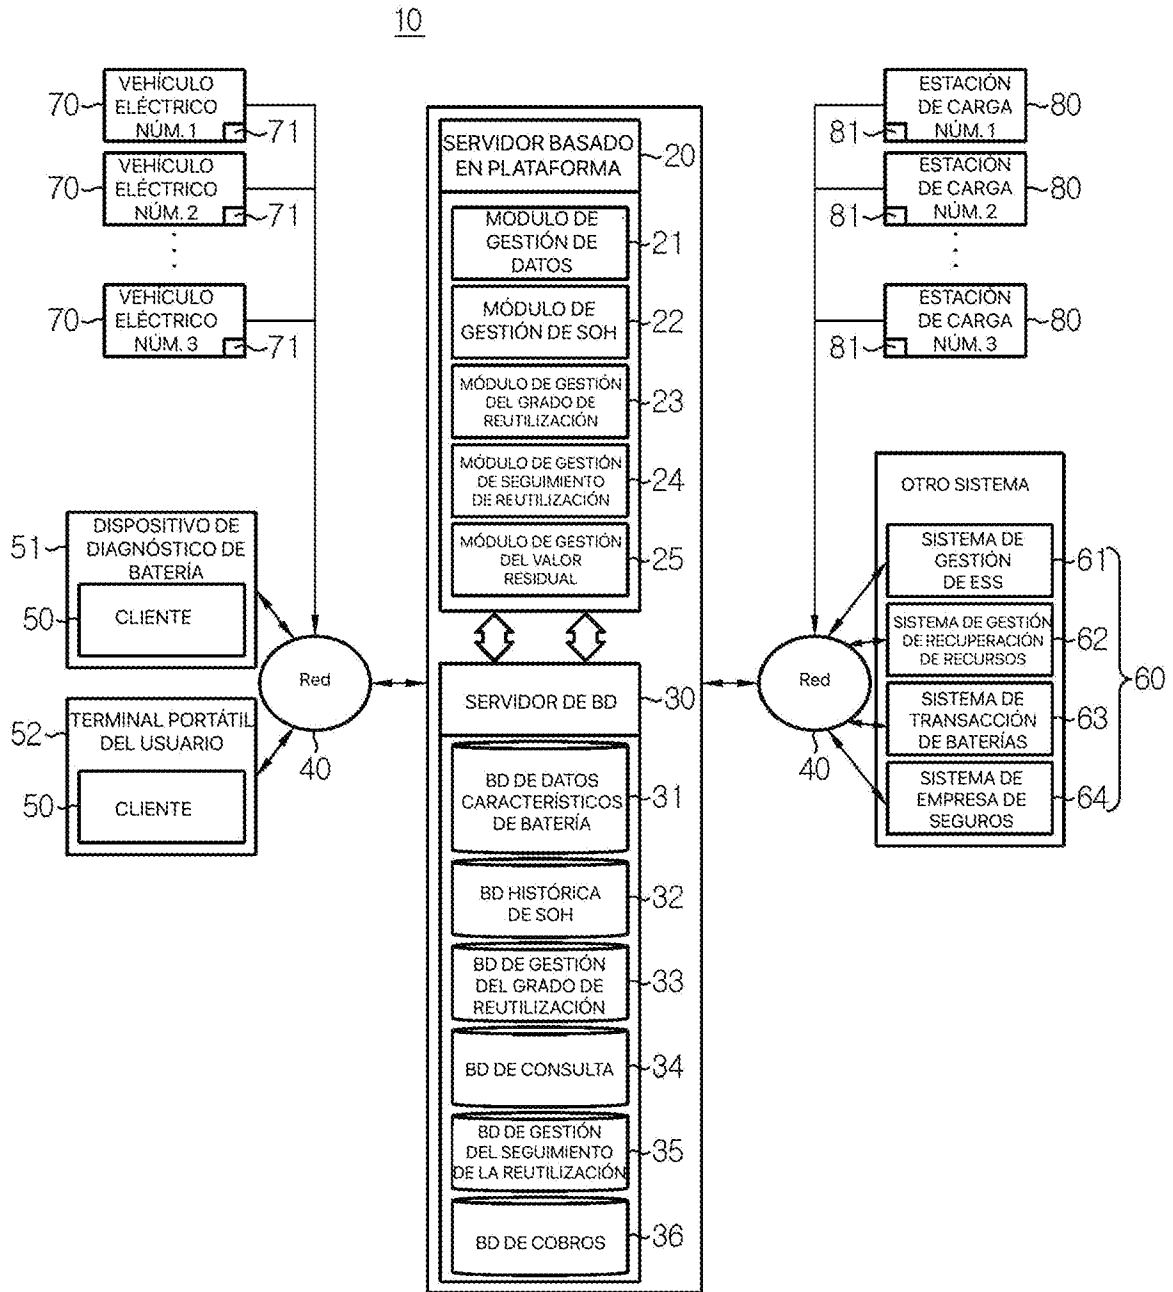 10
VEHÍCULO
ELÉCTRICO
NÚM. 1
70
71
VEHÍCULO
ELÉCTRICO
NÚM. 2
70
71
VEHÍCULO
ELÉCTRICO
NÚM. 3
70
71
DISPOSITIVO DE
DIAGNÓSTICO DE
BATERÍA
51
CLIENTE
50
TERMINAL PORTÁTIL
DEL USUARIO
52
CLIENTE
50
Red
40
SERVIDOR BASADO
EN PLATAFORMA
20
MÓDULO DE
GESTIÓN DE
DATOS
21
MÓDULO DE
GESTIÓN DE SOH
22
MÓDULO DE GESTIÓN
DEL GRADO DE
REUTILIZACIÓN
23
MÓDULO DE GESTIÓN
DE SEGUIMIENTO
DE REUTILIZACIÓN
24
MÓDULO DE GESTIÓN
DEL VALOR
RESIDUAL
25
SERVIDOR DE BD
30
BD DE DATOS
CARACTERÍSTICOS
DE BATERÍA
31
BD HISTÓRICA
DE SOH
32
BD DE GESTIÓN
DEL GRADO DE
REUTILIZACIÓN
33
BD DE CONSULTA
34
BD DE GESTIÓN
DEL SEGUIMIENTO
DE LA REUTILIZACIÓN
35
BD DE COBROS
36
ESTACIÓN
DE CARGA
NÚM. 1
80
81
ESTACIÓN
DE CARGA
NÚM. 2
80
81
ESTACIÓN
DE CARGA
NÚM. 3
80
81
Red
40
OTRO SISTEMA
SISTEMA DE
GESTIÓN
DE ESS
61
SISTEMA DE GESTIÓN
DE RECUPERACIÓN
DE RECURSOS
62
SISTEMA DE
TRANSACCIÓN
DE BATERÍAS
63
SISTEMA DE
EMPRESA DE
SEGUROS
64
60